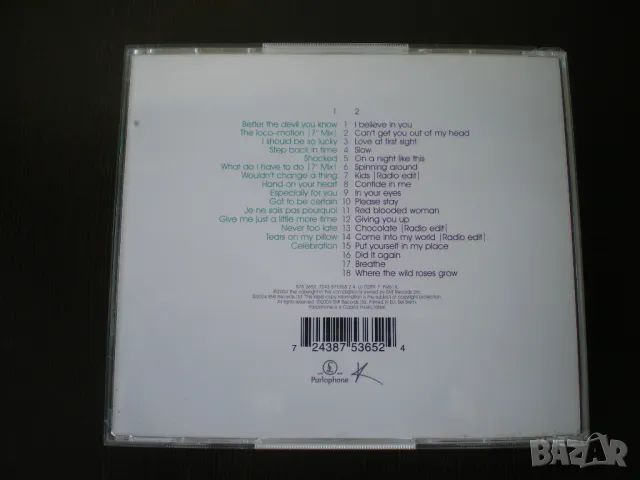 1 2
Better the devil you know 1 I believe in you
The loco-motion [7" Mix] 2 Can't get you out of my head
I should be so lucky 3 Love at first sight
Step back in time 4 Slow
Shocked 5 On a night like this
What do I have to do [7" Mix] 6 Spinning around
Wouldn't change a thing 7 Kids [Radio edit]
Hand on your heart 8 Confide in me
Especially for you 9 In your eyes
Got to be certain 10 Please stay
Je ne sais pas pourquoi 11 Red blooded woman
Give me just a little more time 12 Giving you up
Never too late 13 Chocolate [Radio edit]
Tears on my pillow 14 Come into my world [Radio edit]
Celebration 15 Put yourself in my place
16 Did it again
17 Breathe
18 Where the wild roses grow
7 24387 53652 4
Parlophone K
BAZAR